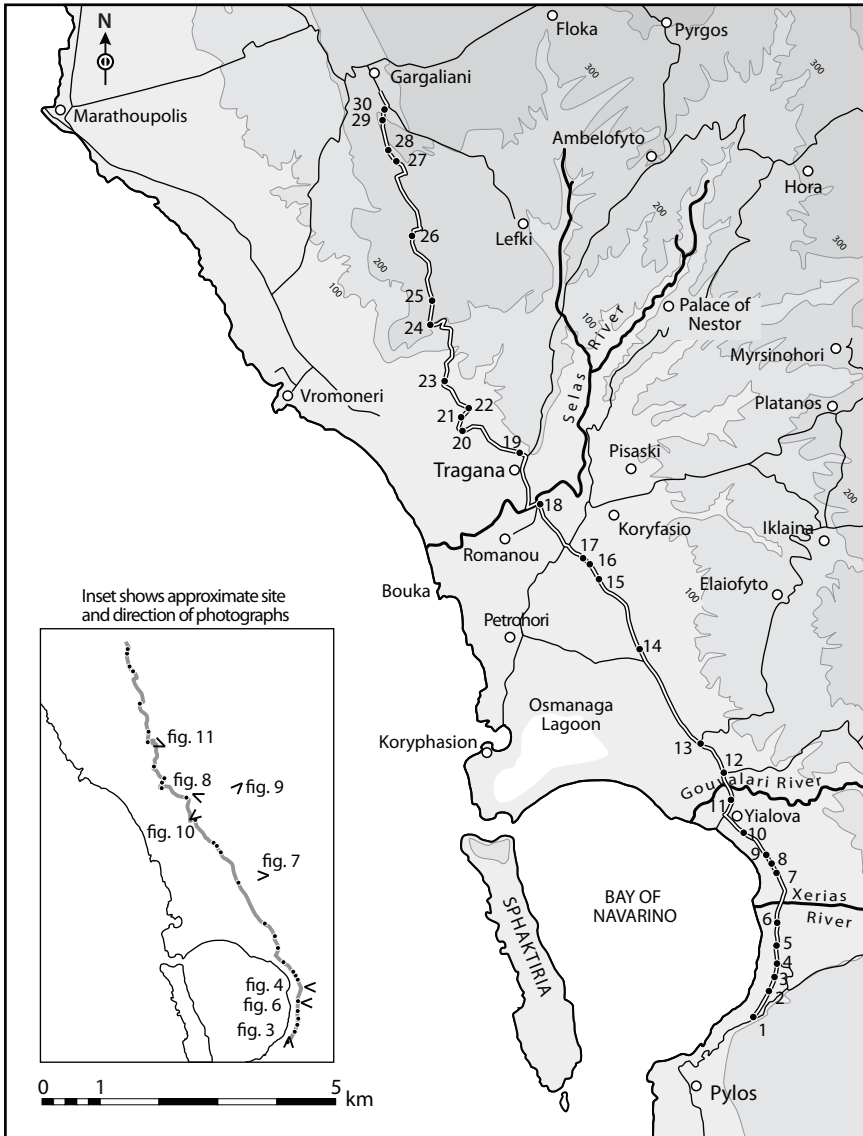 N
Floka
Pyrgos
Gargaliani
300
300
Marathoupolis
30
29
28
27
Ambelofyto
Hora
200
Lefki
26
300
200
100
25
24
Palace of
Nestor
100
Selas River
Myrsinohori
23
Vromoneri
22
21
20
19
Platanos
Tragana
Pisaski
200
18
Koryfasio
Iklaina
Romanou
17
16
15
Bouka
Elaiofyto
100
Inset shows approximate site
and direction of photographs
Petrohori
14
Osmanaga
Lagoon
Koryphasion
13
12
Gouvalari River
11
Yialova
10
9
8
7
Xerias
River
6
5
4
3
2
1
BAY OF
NAVARINO
SPHAKTIRIA
Pylos
fig. 11
fig. 8
fig. 9
fig. 10
fig. 7
fig. 4
fig. 6
fig. 3
0 1 5
km